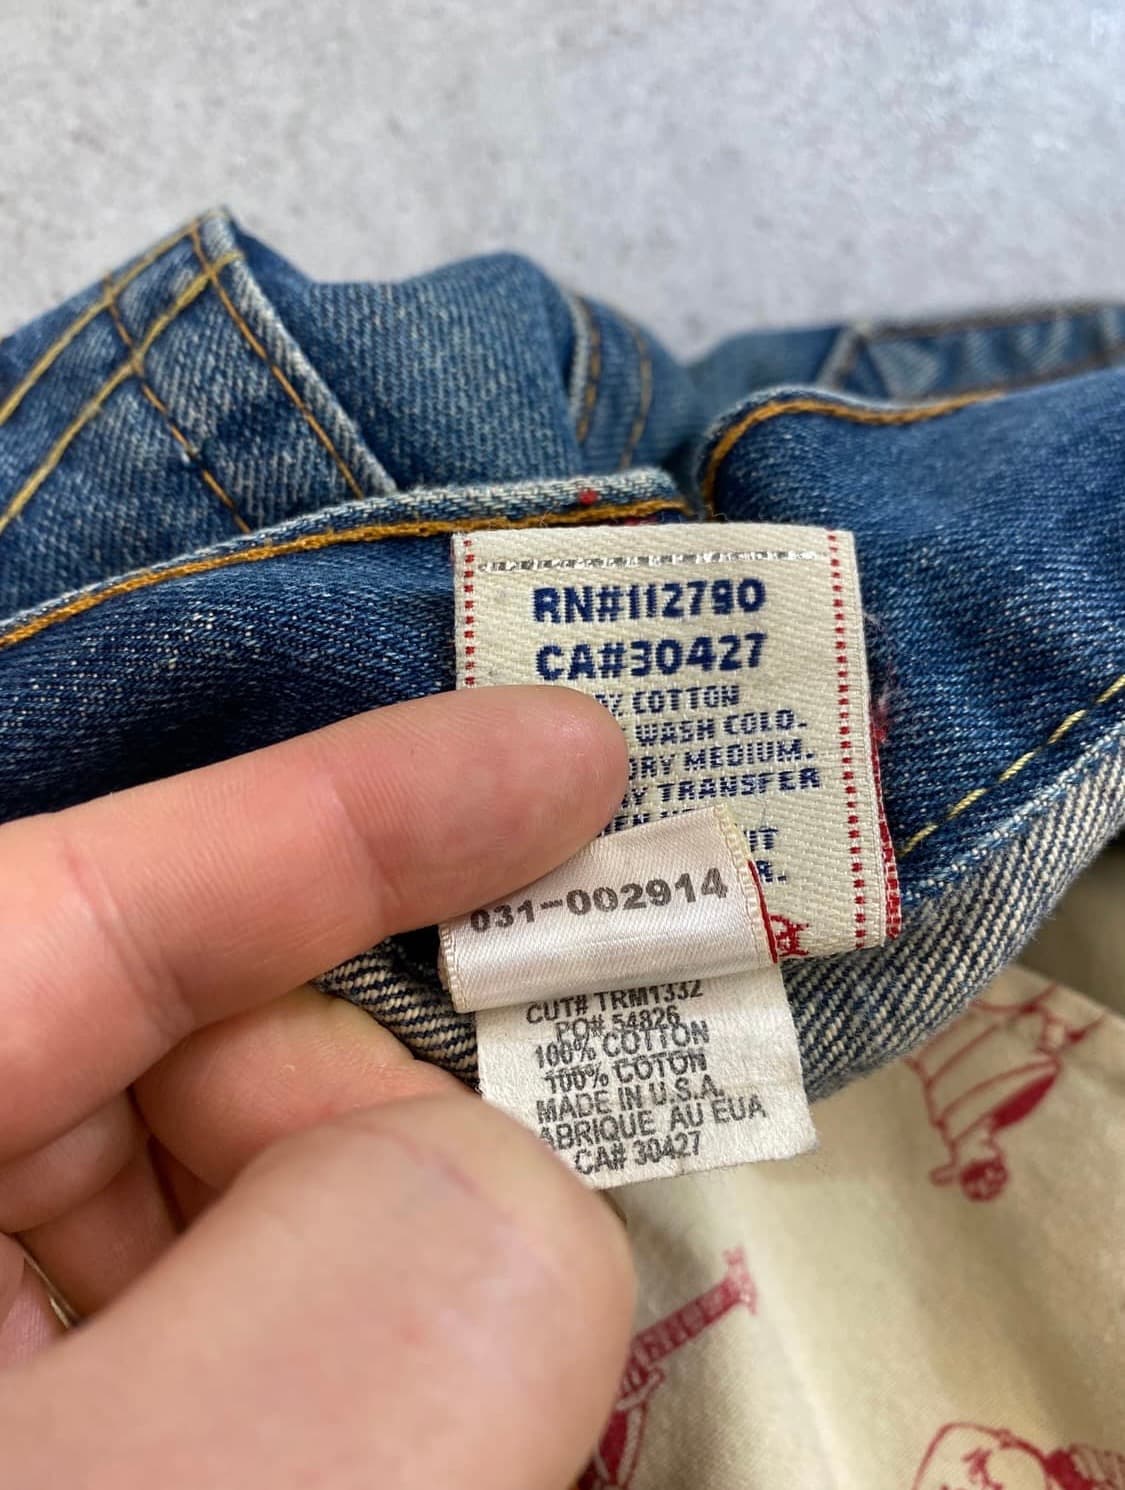 RN#112790
CA#30427
% COTTON
WASH COLD.
DRY MEDIUM.
TRANSFER
031-002914
CUT# TRM1332
PO# 54826
100% COTTON
100% COTON
MADE IN U.S.A.
ABRIQUE AU EUA
CA# 30427